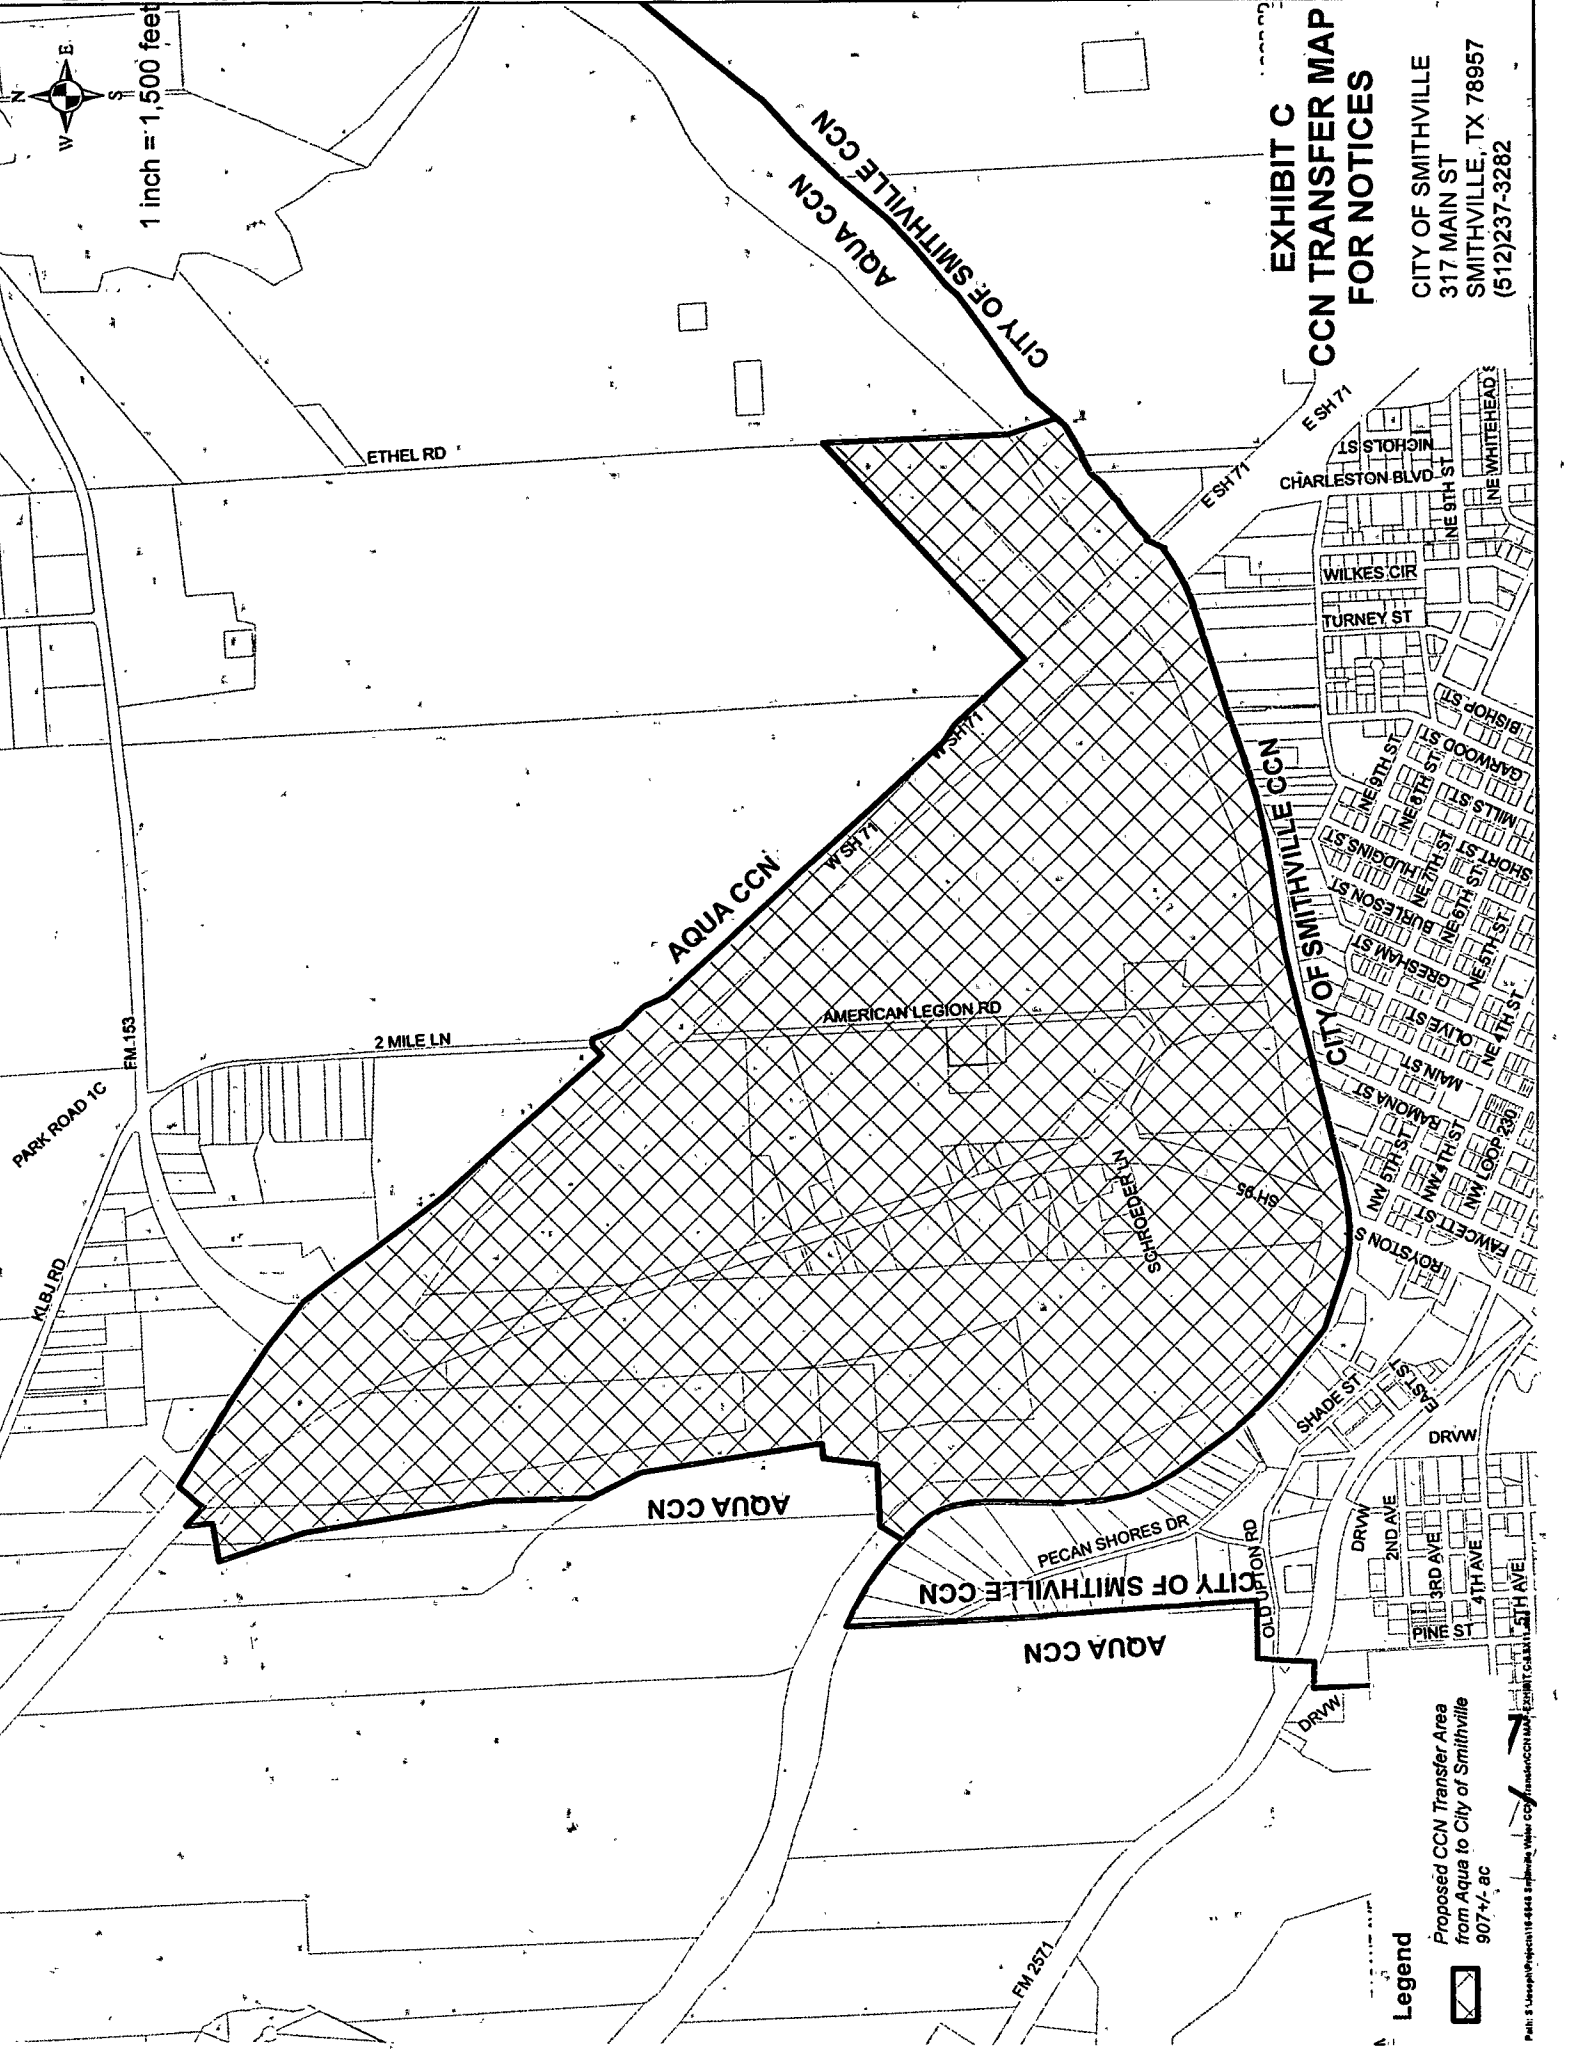 N
W E
S
1 inch = 1,500 feet
EXHIBIT C
CCN TRANSFER MAP
FOR NOTICES
CITY OF SMITHVILLE
317 MAIN ST
SMITHVILLE, TX 78957
(512)237-3282
PARK ROAD 1C
KLBJ RD
FM 153
2 MILE LN
ETHEL RD
AQUA CCN
CITY OF SMITHVILLE CCN
AQUA CCN
W SH 71
W SH 71
AMERICAN LEGION RD
SCHROEDER LN
SH 95
AQUA CCN
CITY OF SMITHVILLE CCN
PECAN SHORES DR
CITY OF SMITHVILLE CCN
AQUA CCN
OLD UPTON RD
E SH 71
E SH 71
NICHOLS ST
CHARLESTON BLVD
NE 9TH ST
NE WHITEHEAD S
WILKES CIR
TURNEY ST
BISHOP ST
GARWOOD ST
MILLS ST
SHORT ST
NE 9TH ST
NE 8TH ST
NE 7TH ST
NE 6TH ST
NE 5TH ST
NE 4TH ST
HUDGINS ST
BURLESON ST
GRESHAM ST
OLIVE ST
MAIN ST
RAMONA ST
NW 5TH ST
NW 4TH ST
NW LOOP 230
FAWCETT ST
ROYSTON S
SHADE ST
EAST ST
DRVW
DRVW
2ND AVE
3RD AVE
4TH AVE
5TH AVE
PINE ST
DRVW
FM 2571
Legend
Proposed CCN Transfer Area
from Aqua to City of Smithville
907+/- ac